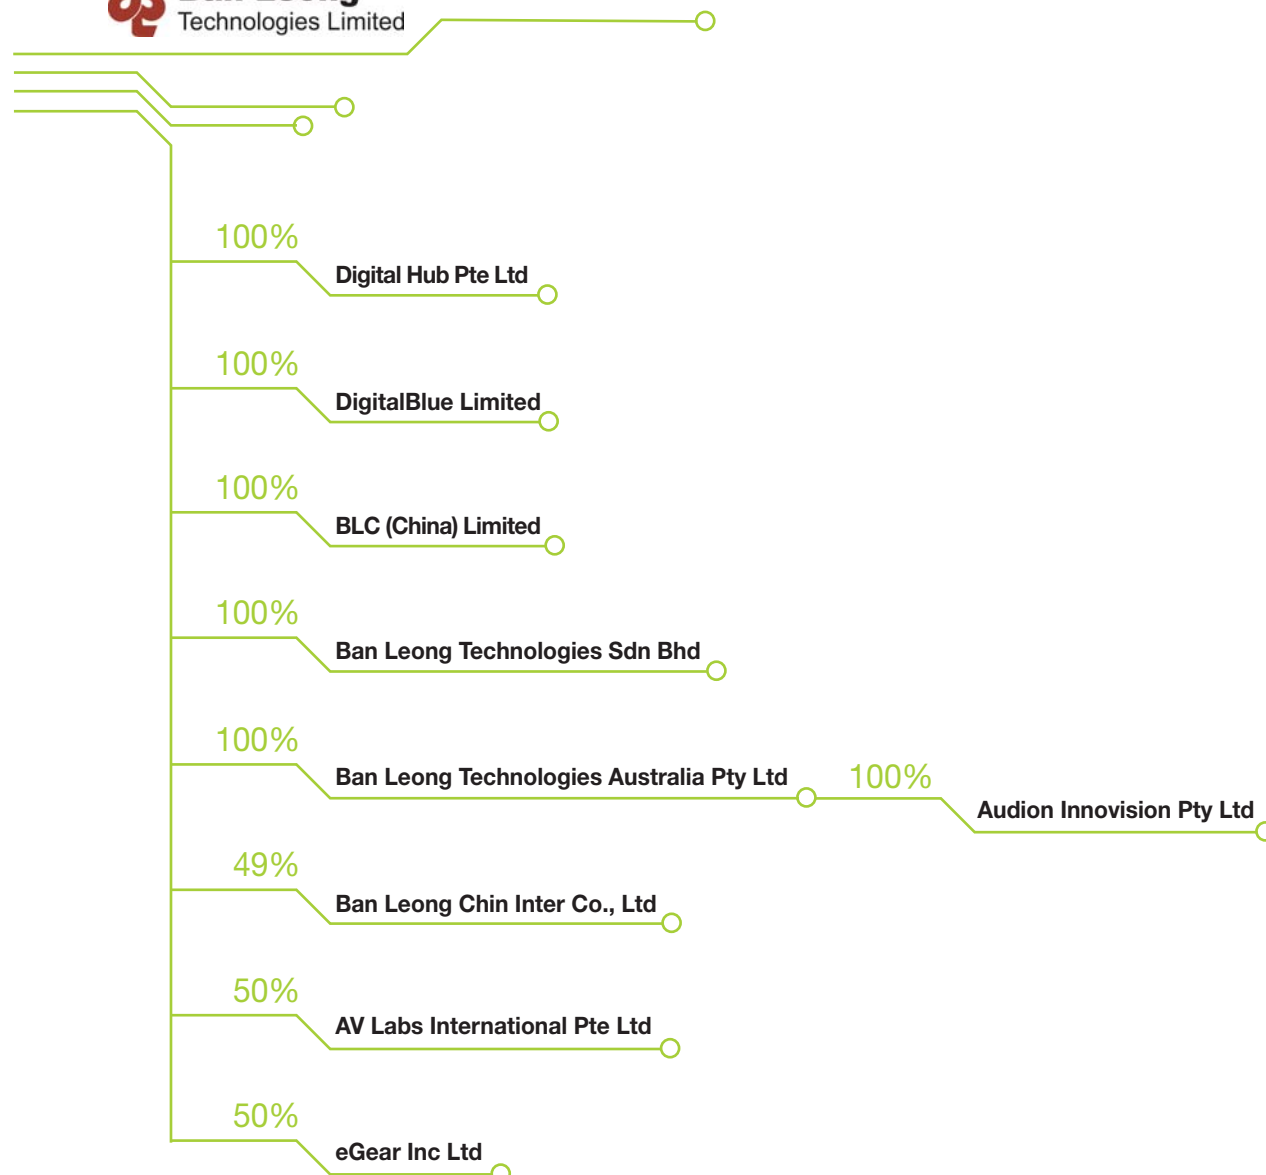 Ban Leong
Technologies Limited
100%
Digital Hub Pte Ltd
100%
DigitalBlue Limited
100%
BLC (China) Limited
100%
Ban Leong Technologies Sdn Bhd
100%
Ban Leong Technologies Australia Pty Ltd
100%
Audion Innovision Pty Ltd
49%
Ban Leong Chin Inter Co., Ltd
50%
AV Labs International Pte Ltd
50%
eGear Inc Ltd